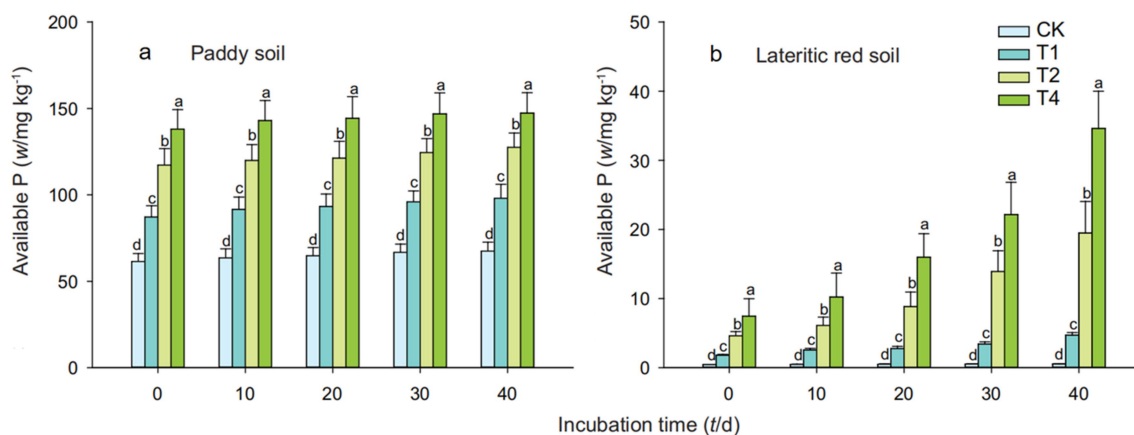 a Paddy soil
Available P (w/mg kg-1)
200
150
100
50
0
d c b a
d c b a
d c b a
d c b a
d c b a
0 10 20 30 40
b Lateritic red soil
CK
T1
T2
T4
Available P (w/mg kg-1)
50
40
30
20
10
0
d c b a
d c b a
d c b a
d c b a
d c b a
0 10 20 30 40
Incubation time (t/d)